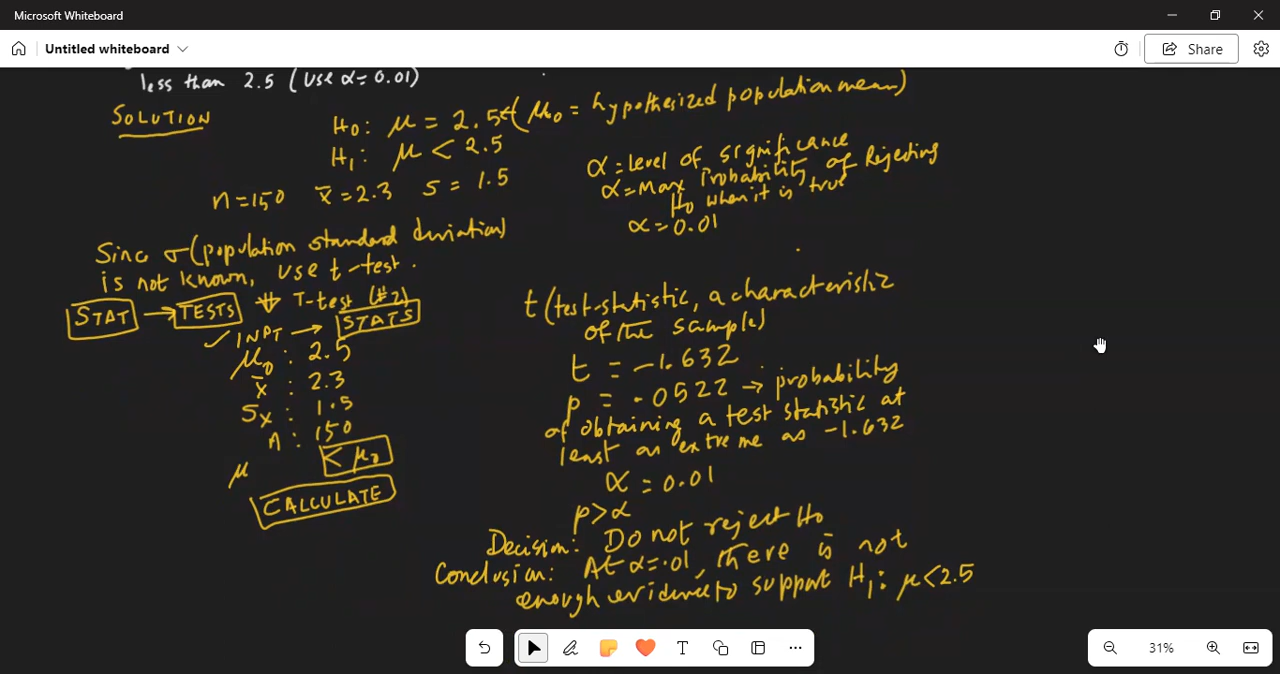 Microsoft Whiteboard
Untitled whiteboard
Share
less than 2.5 (use α = 0.01)
SOLUTION
H0: μ = 2.5 ← (μ0 = hypothesized population mean)
H1: μ < 2.5
n = 150 x̄ = 2.3 s = 1.5
α = Level of significance
α = Max Probability of Rejecting
H0 when it is true
α = 0.01
Sinc σ (population standard deviation)
is not known, use t-test.
STAT → TESTS ↓ T-test (#2)
✓ INPT → STATS
μ0 : 2.5
x̄ : 2.3
Sx : 1.5
n : 150
μ < μ0
CALCULATE
t (test-statistic, a characteristic
of the sample)
t = -1.632
p = .0522 → probability
of obtaining a test statistic at
least as extreme as -1.632
α = 0.01
p > α
Decision: Do not reject H0
Conclusion: At α = .01, there is not
enough evidence to support H1: μ < 2.5
31%